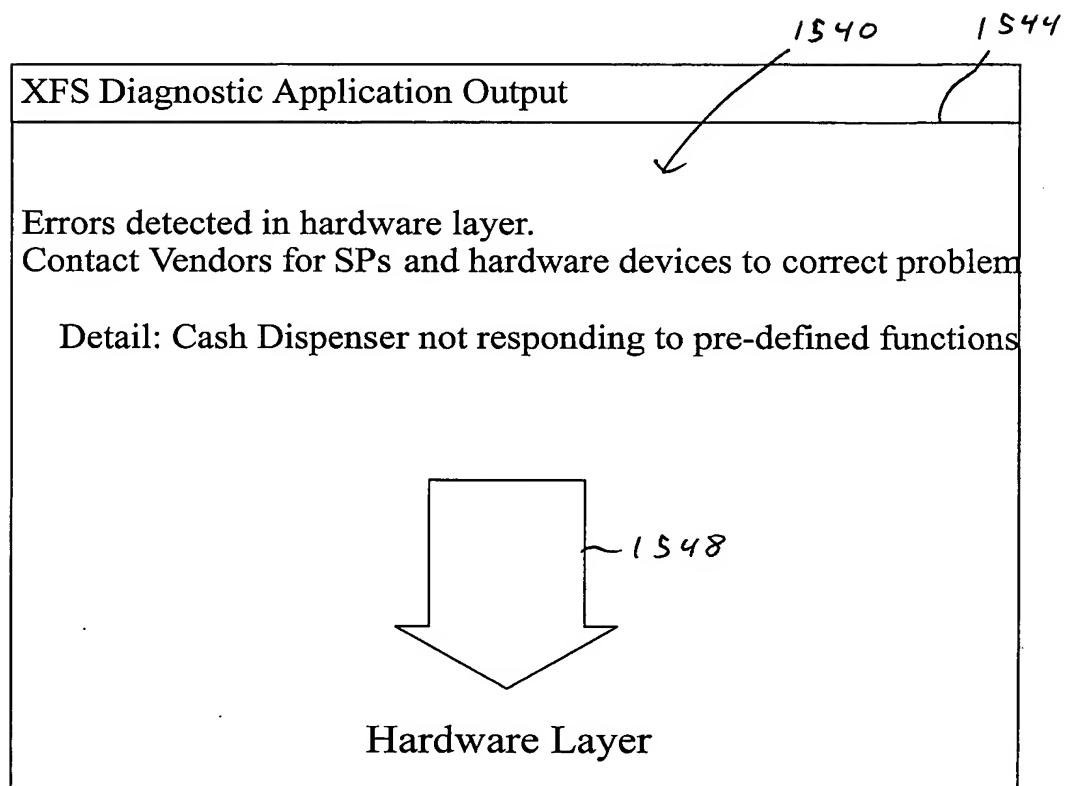 1540 1544
XFS Diagnostic Application Output
Errors detected in hardware layer.
Contact Vendors for SPs and hardware devices to correct problem
Detail: Cash Dispenser not responding to pre-defined functions
1548
Hardware Layer